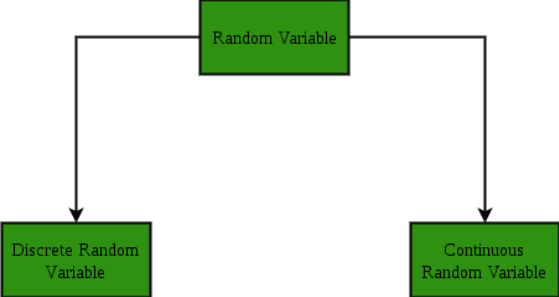 Random Variable
Discrete Random
Variable
Continuous
Random Variable